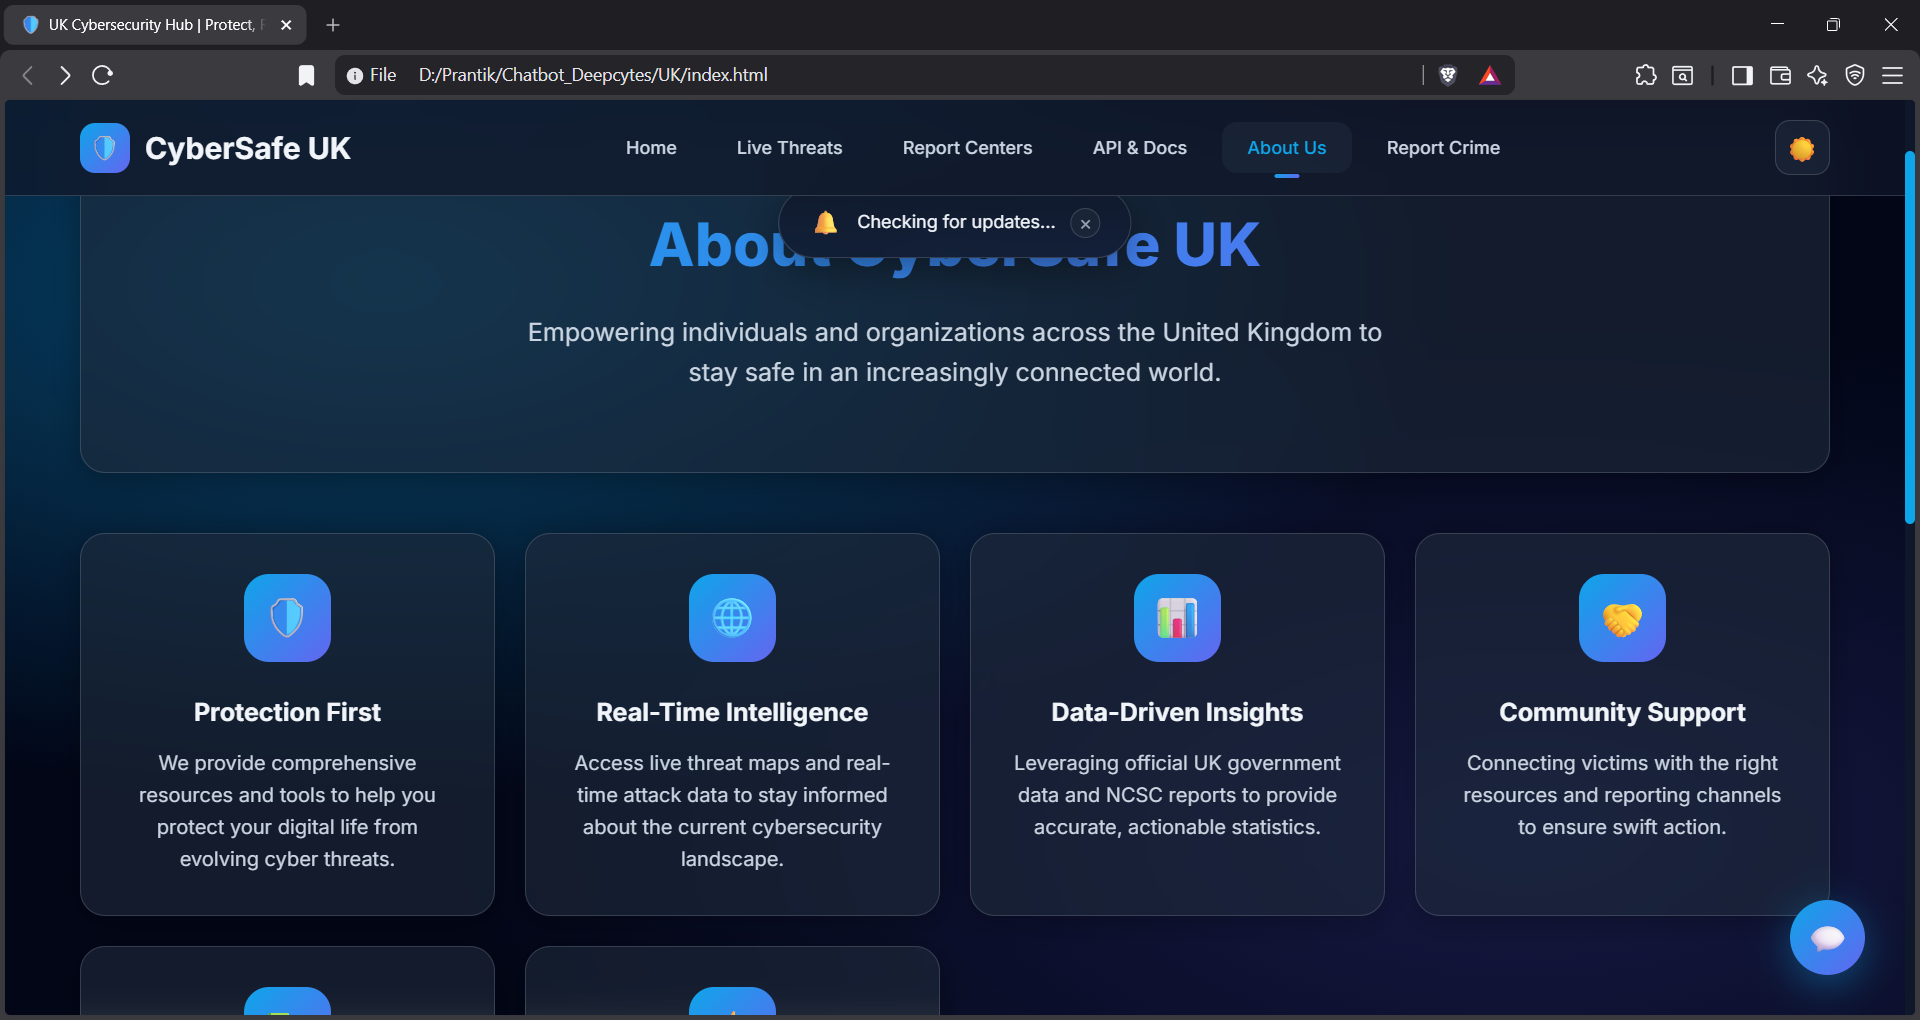 UK Cybersecurity Hub | Protect,
File D:/Prantik/Chatbot_Deepcytes/UK/index.html
CyberSafe UK
Home
Live Threats
Report Centers
API & Docs
About Us
Report Crime
Checking for updates...
About CyberSafe UK
Empowering individuals and organizations across the United Kingdom to
stay safe in an increasingly connected world.
Protection First
We provide comprehensive
resources and tools to help you
protect your digital life from
evolving cyber threats.
Real-Time Intelligence
Access live threat maps and real-
time attack data to stay informed
about the current cybersecurity
landscape.
Data-Driven Insights
Leveraging official UK government
data and NCSC reports to provide
accurate, actionable statistics.
Community Support
Connecting victims with the right
resources and reporting channels
to ensure swift action.